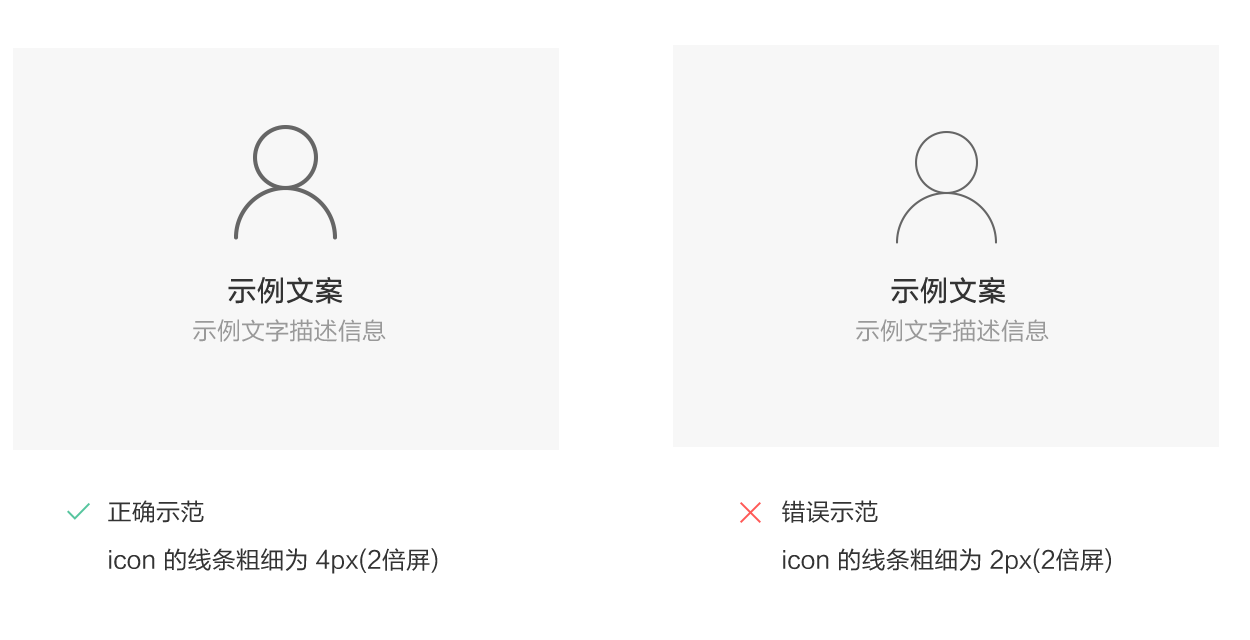 示例文案
示例文字描述信息
正确示范
icon 的线条粗细为 4px(2倍屏)
示例文案
示例文字描述信息
错误示范
icon 的线条粗细为 2px(2倍屏)